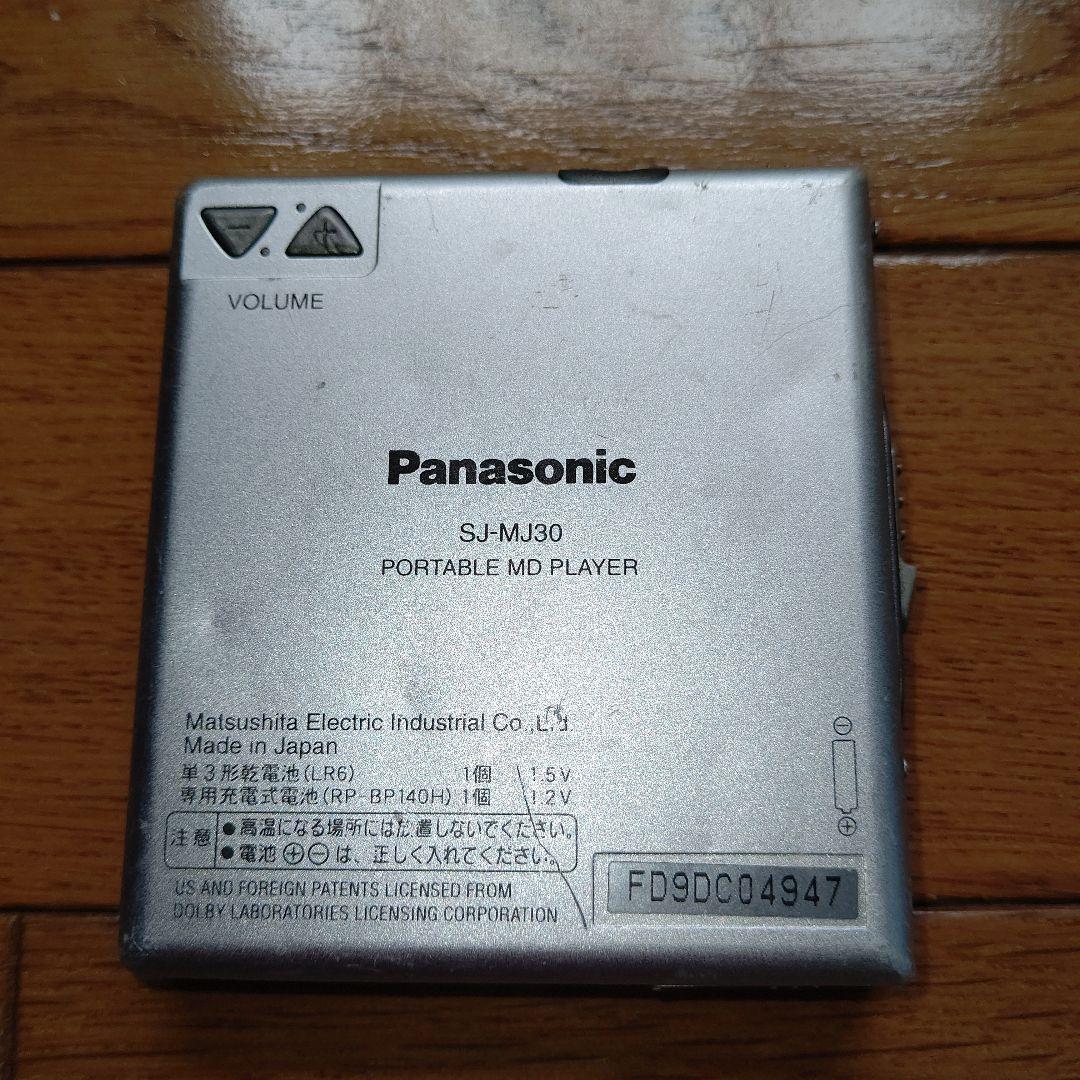 VOLUME
Panasonic
SJ-MJ30
PORTABLE MD PLAYER
Matsushita Electric Industrial Co.,Ltd.
Made in Japan
単3形乾電池(LR6) 1個 1.5V
専用充電式電池(RP-BP140H) 1個 1.2V
注意
●高温になる場所には放置しないでください。
●電池⊕⊖は、正しく入れてください。
US AND FOREIGN PATENTS LICENSED FROM
DOLBY LABORATORIES LICENSING CORPORATION
FD9DC04947